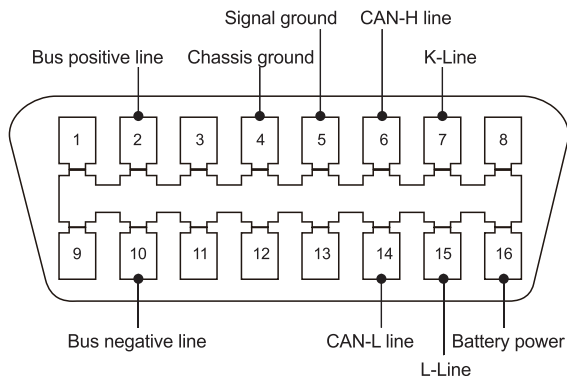 Signal ground CAN-H line
Bus positive line Chassis ground K-Line
1 2 3 4 5 6 7 8
9 10 11 12 13 14 15 16
Bus negative line CAN-L line Battery power
L-Line